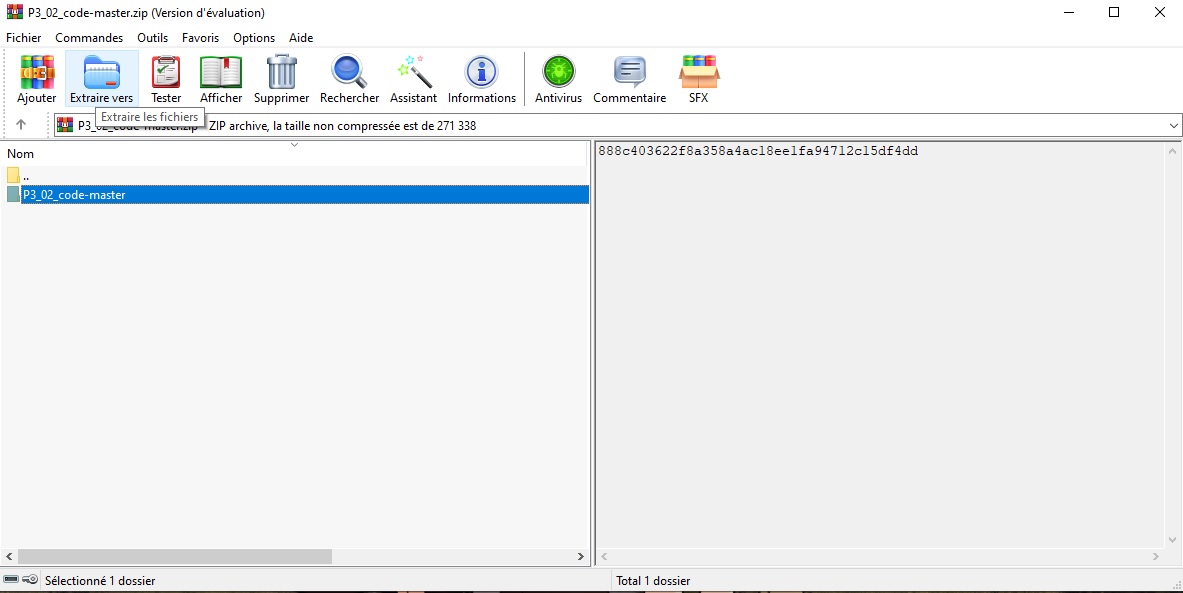 P3_02_code-master.zip (Version d'évaluation)
Fichier Commandes Outils Favoris Options Aide
Ajouter Extraire vers Tester Afficher Supprimer Rechercher Assistant Informations Antivirus Commentaire SFX
Extraire les fichiers
ZIP archive, la taille non compressée est de 271 338
Nom
..
P3_02_code-master
888c403622f8a358a4ac18ee1fa94712c15df4dd
Sélectionné 1 dossier
Total 1 dossier